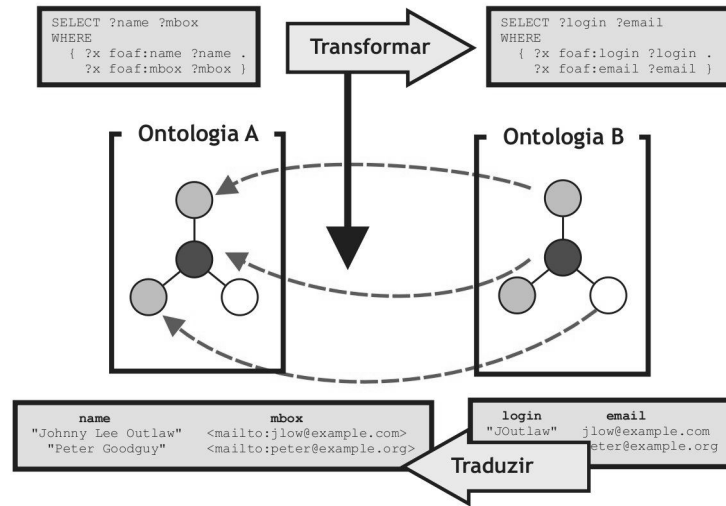 SELECT ?name ?mbox
WHERE
{ ?x foaf:name ?name .
?x foaf:mbox ?mbox }
Transformar
SELECT ?login ?email
WHERE
{ ?x foaf:login ?login .
?x foaf:email ?email }
Ontologia A
Ontologia B
name mbox
"Johnny Lee Outlaw" <mailto:jlow@example.com>
"Peter Goodguy" <mailto:peter@example.org>
login email
"JOutlaw" jlow@example.com
peter@example.org
Traduzir